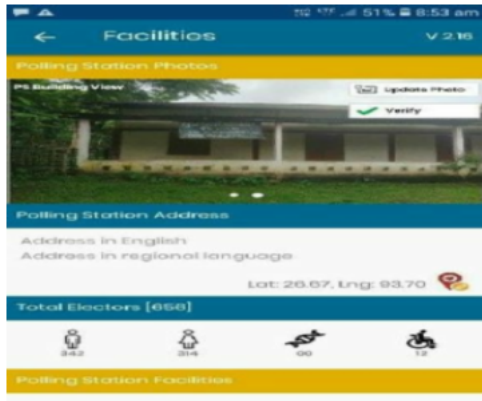 51% 8:53 am
Facilities V 2.16
Polling Station Photos
PS Building View
Update Photo
Verify
Polling Station Address
Address in English
Address in regional language
Lat: 26.67, Lng: 93.70
Total Electors [658]
342 314 00 12
Polling Station Facilities